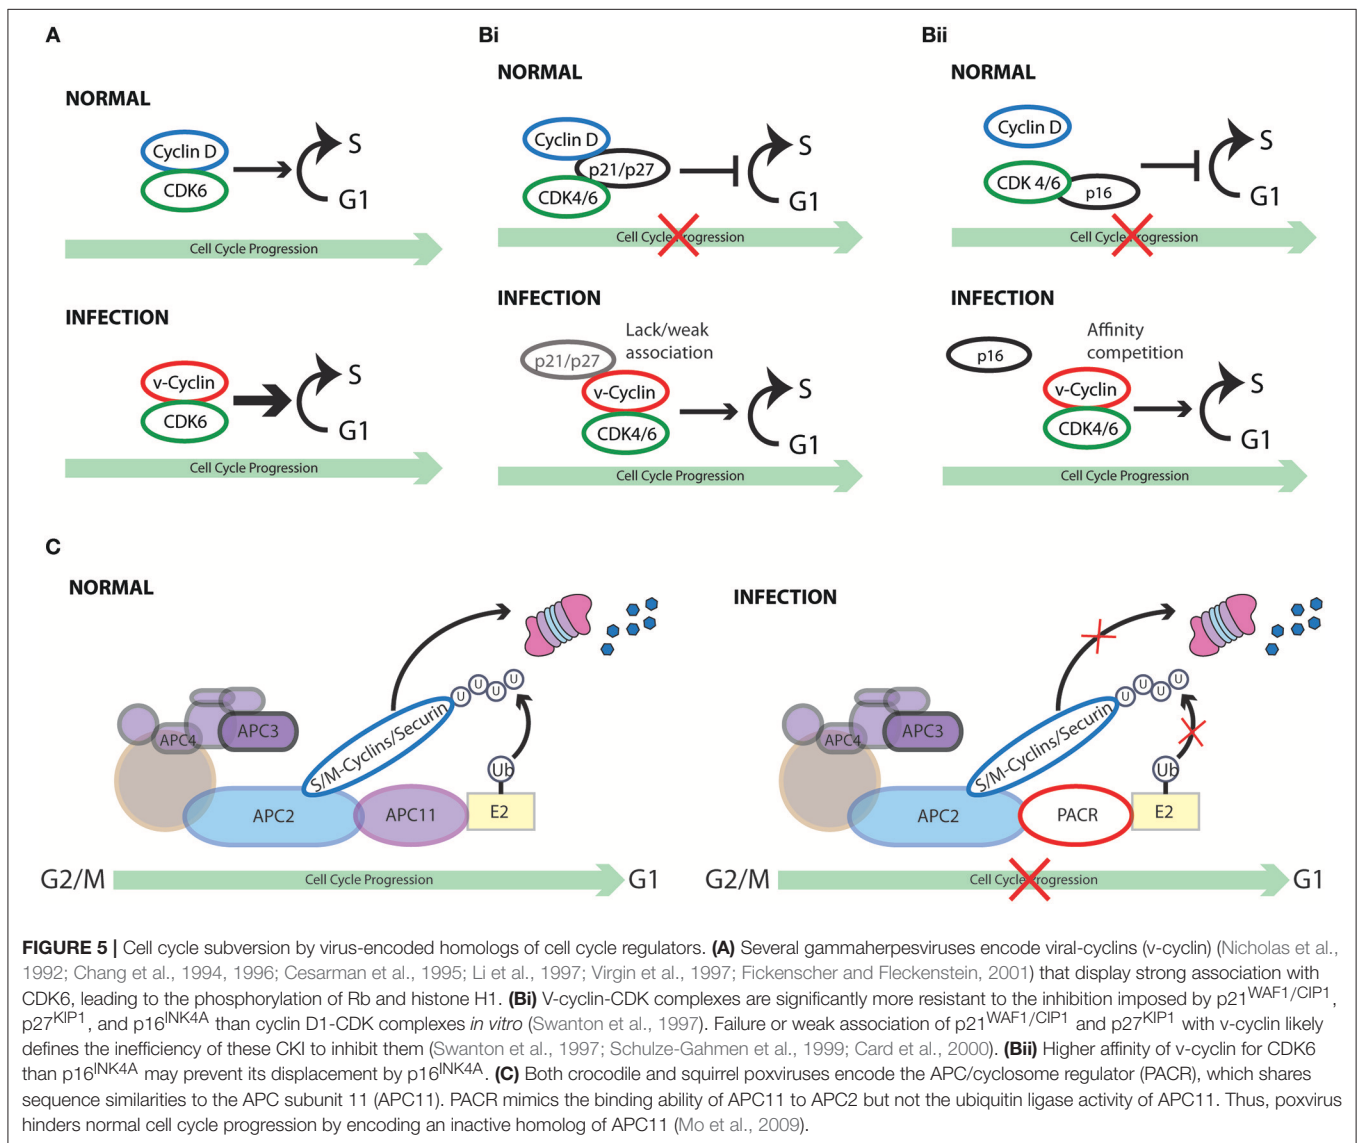 A
NORMAL
Cyclin D
CDK6
S
G1
Cell Cycle Progression
INFECTION
v-Cyclin
CDK6
S
G1
Cell Cycle Progression
Bi
NORMAL
Cyclin D
p21/p27
CDK4/6
S
G1
Cell Cycle Progression
INFECTION
Lack/weak
association
p21/p27
v-Cyclin
CDK4/6
S
G1
Cell Cycle Progression
Bii
NORMAL
Cyclin D
CDK 4/6
p16
S
G1
Cell Cycle Progression
INFECTION
Affinity
competition
p16
v-Cyclin
CDK4/6
S
G1
Cell Cycle Progression
C
NORMAL
U U U U
S/M-Cyclins/Securin
APC4
APC3
Ub
APC2
APC11
E2
G2/M
Cell Cycle Progression
G1
INFECTION
U U U U
S/M-Cyclins/Securin
APC4
APC3
Ub
APC2
PACR
E2
G2/M
Cell Cycle Progression
G1
FIGURE 5 | Cell cycle subversion by virus-encoded homologs of cell cycle regulators. (A) Several gammaherpesviruses encode viral-cyclins (v-cyclin) (Nicholas et al.,
1992; Chang et al., 1994, 1996; Cesarman et al., 1995; Li et al., 1997; Virgin et al., 1997; Fickenscher and Fleckenstein, 2001) that display strong association with
CDK6, leading to the phosphorylation of Rb and histone H1. (Bi) V-cyclin-CDK complexes are significantly more resistant to the inhibition imposed by p21WAF1/CIP1,
p27KIP1, and p16INK4A than cyclin D1-CDK complexes in vitro (Swanton et al., 1997). Failure or weak association of p21WAF1/CIP1 and p27KIP1 with v-cyclin likely
defines the inefficiency of these CKI to inhibit them (Swanton et al., 1997; Schulze-Gahmen et al., 1999; Card et al., 2000). (Bii) Higher affinity of v-cyclin for CDK6
than p16INK4A may prevent its displacement by p16INK4A. (C) Both crocodile and squirrel poxviruses encode the APC/cyclosome regulator (PACR), which shares
sequence similarities to the APC subunit 11 (APC11). PACR mimics the binding ability of APC11 to APC2 but not the ubiquitin ligase activity of APC11. Thus, poxvirus
hinders normal cell cycle progression by encoding an inactive homolog of APC11 (Mo et al., 2009).